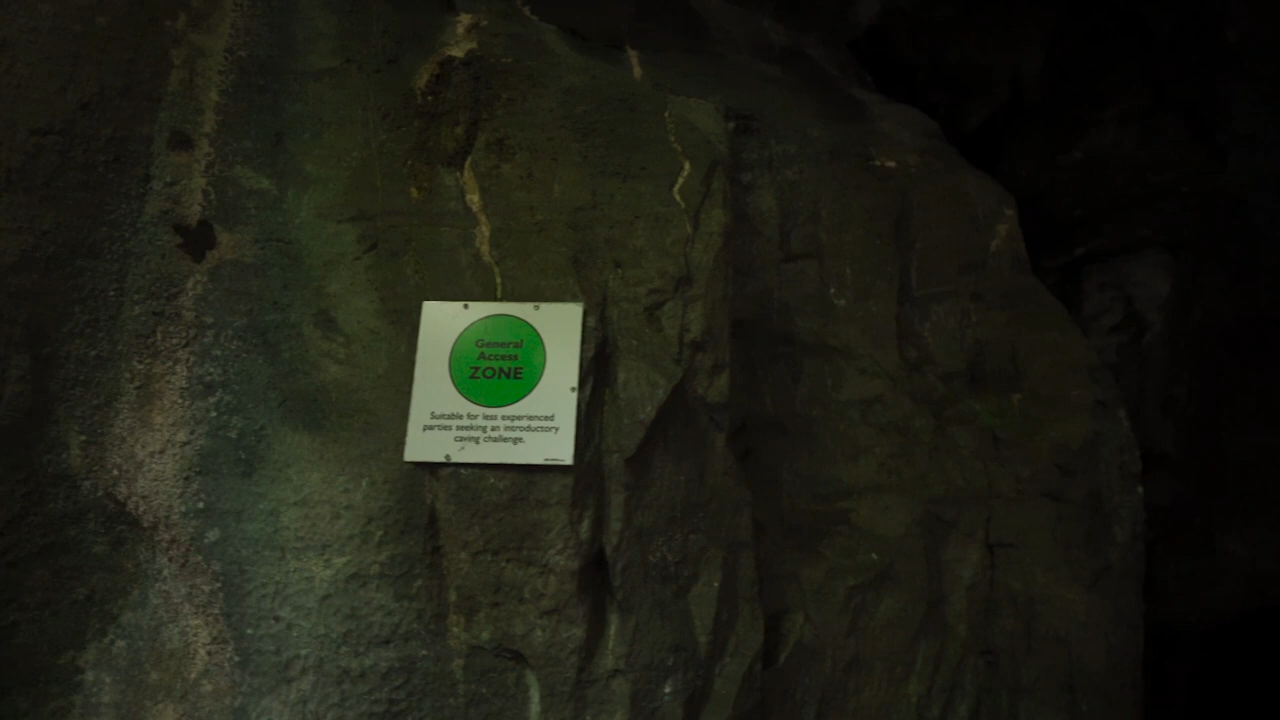 General
Access
ZONE
Suitable for less experienced
parties seeking an introductory
caving challenge.